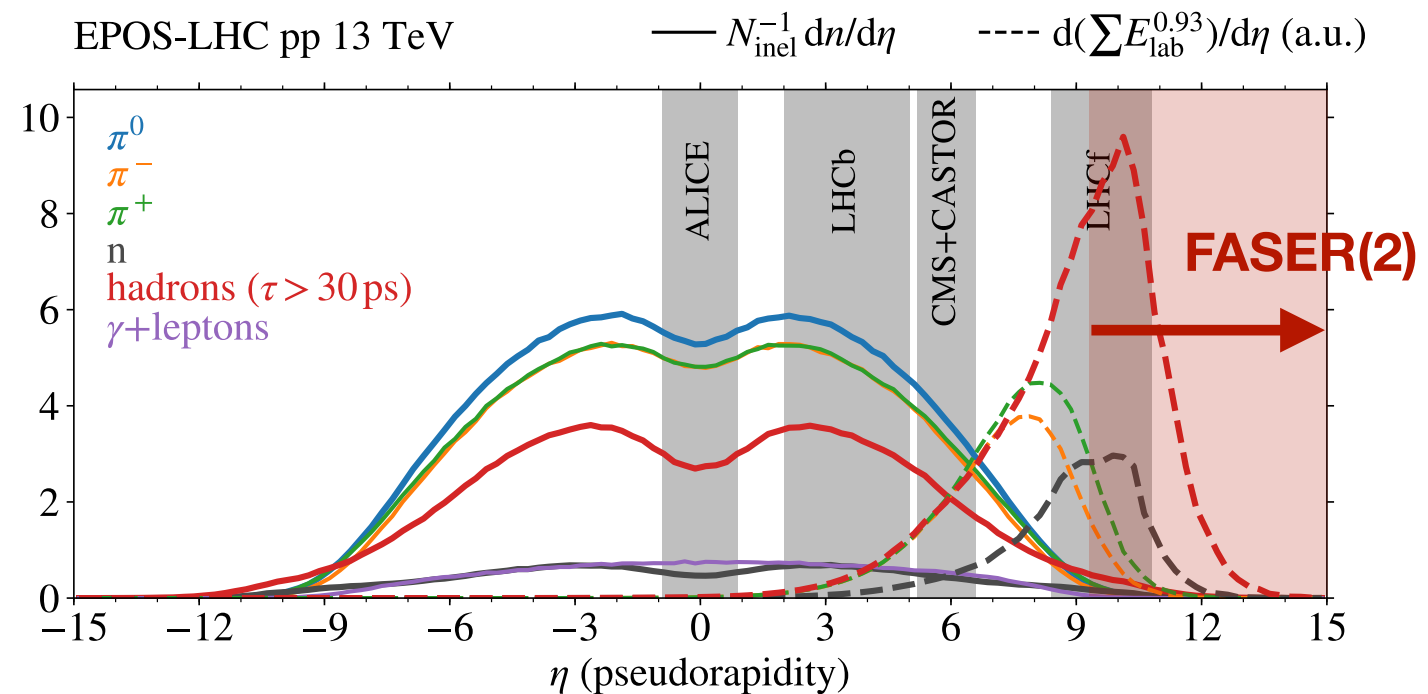 EPOS-LHC pp 13 TeV
N_inel^{-1} dn/dη
d(∑E_lab^{0.93})/dη (a.u.)
10
8
6
4
2
0
π⁰
π⁻
π⁺
n
hadrons (τ > 30 ps)
γ+leptons
ALICE
LHCb
CMS+CASTOR
LHCf
FASER(2)
−15 −12 −9 −6 −3 0 3 6 9 12 15
η (pseudorapidity)